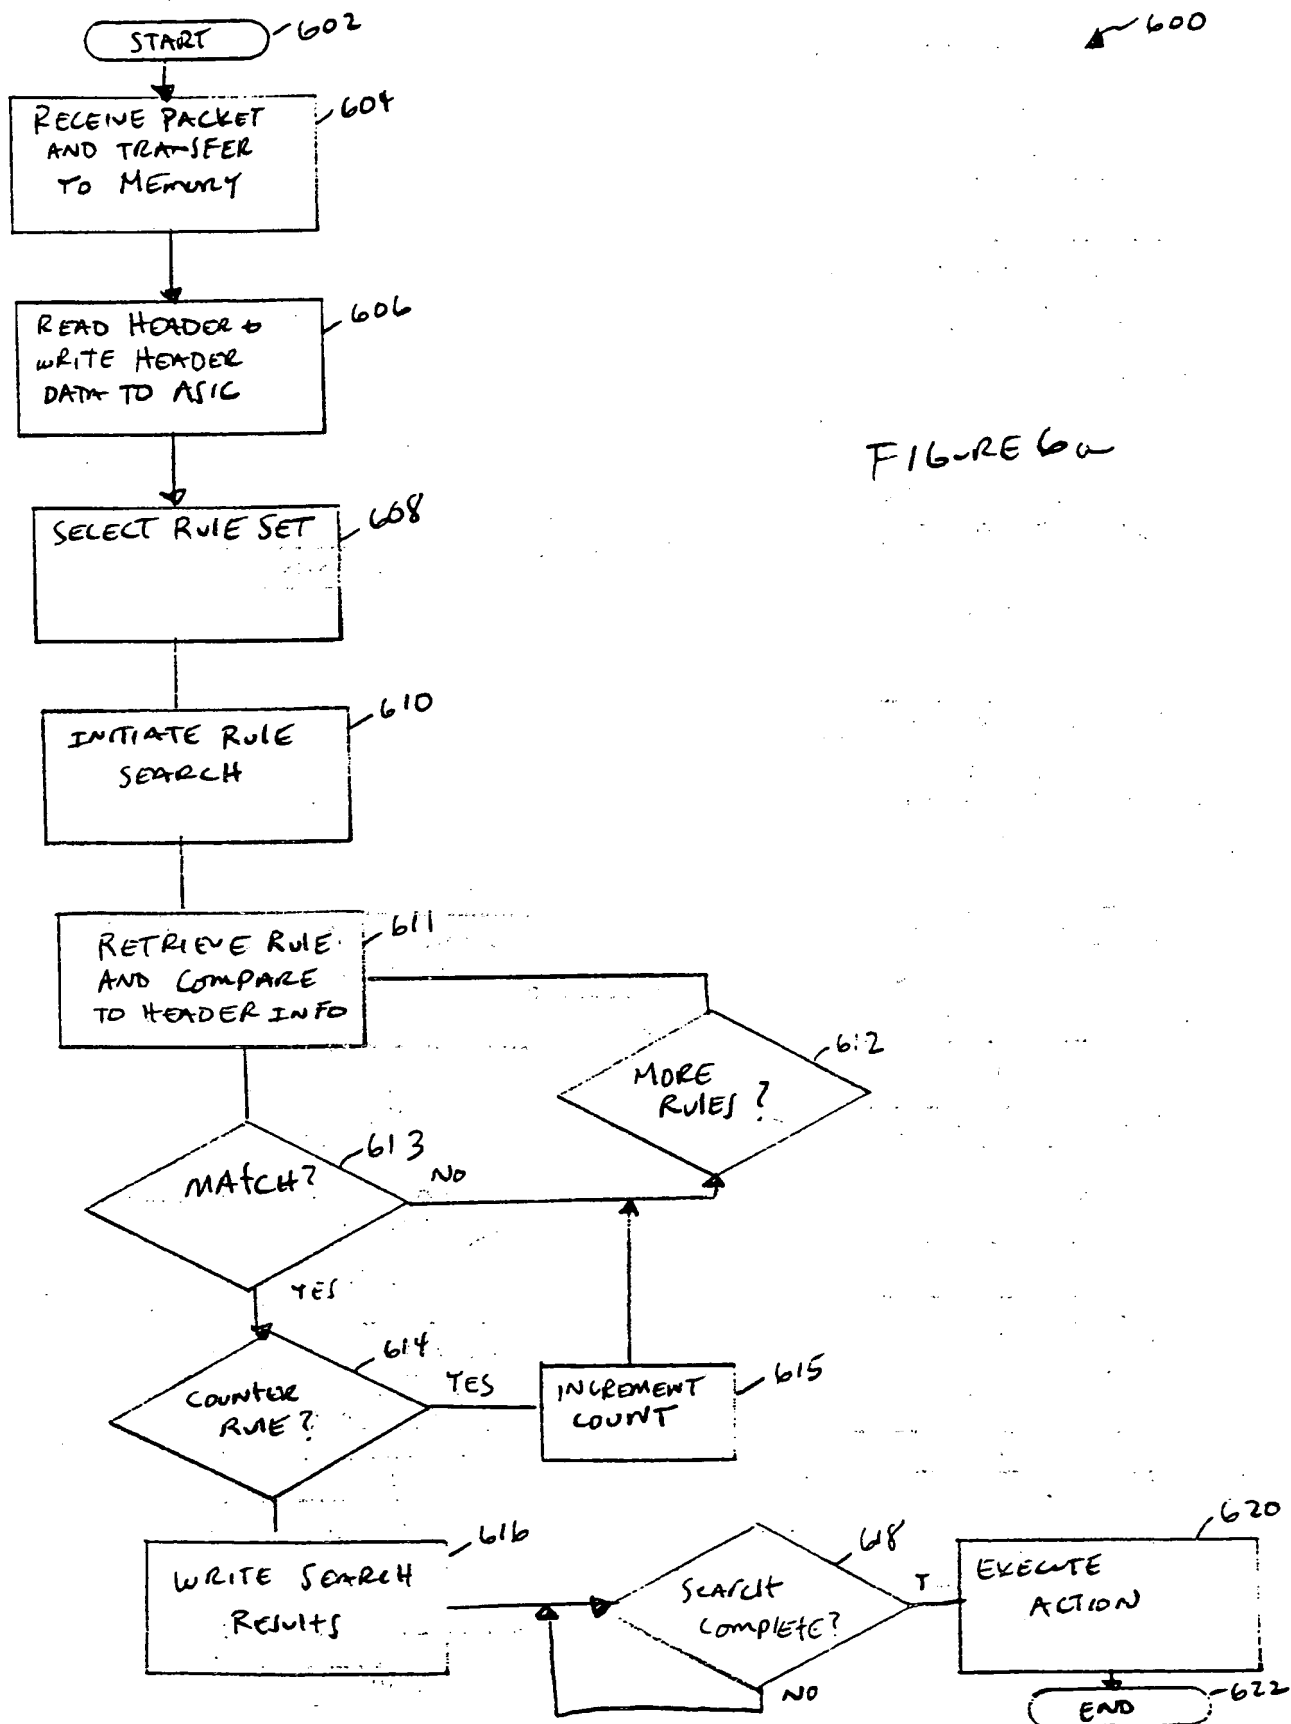 START
602
600
RECEIVE PACKET
AND TRANSFER
TO MEMORY
604
READ HEADER &
WRITE HEADER
DATA TO ASIC
606
FIGURE 6a
SELECT RULE SET
608
INITIATE RULE
SEARCH
610
RETRIEVE RULE
AND COMPARE
TO HEADER INFO
611
MORE
RULES?
612
MATCH?
613
NO
YES
COUNTER
RULE?
614
YES
INCREMENT
COUNT
615
WRITE SEARCH
RESULTS
616
SEARCH
COMPLETE?
618
Y
NO
EXECUTE
ACTION
620
END
622